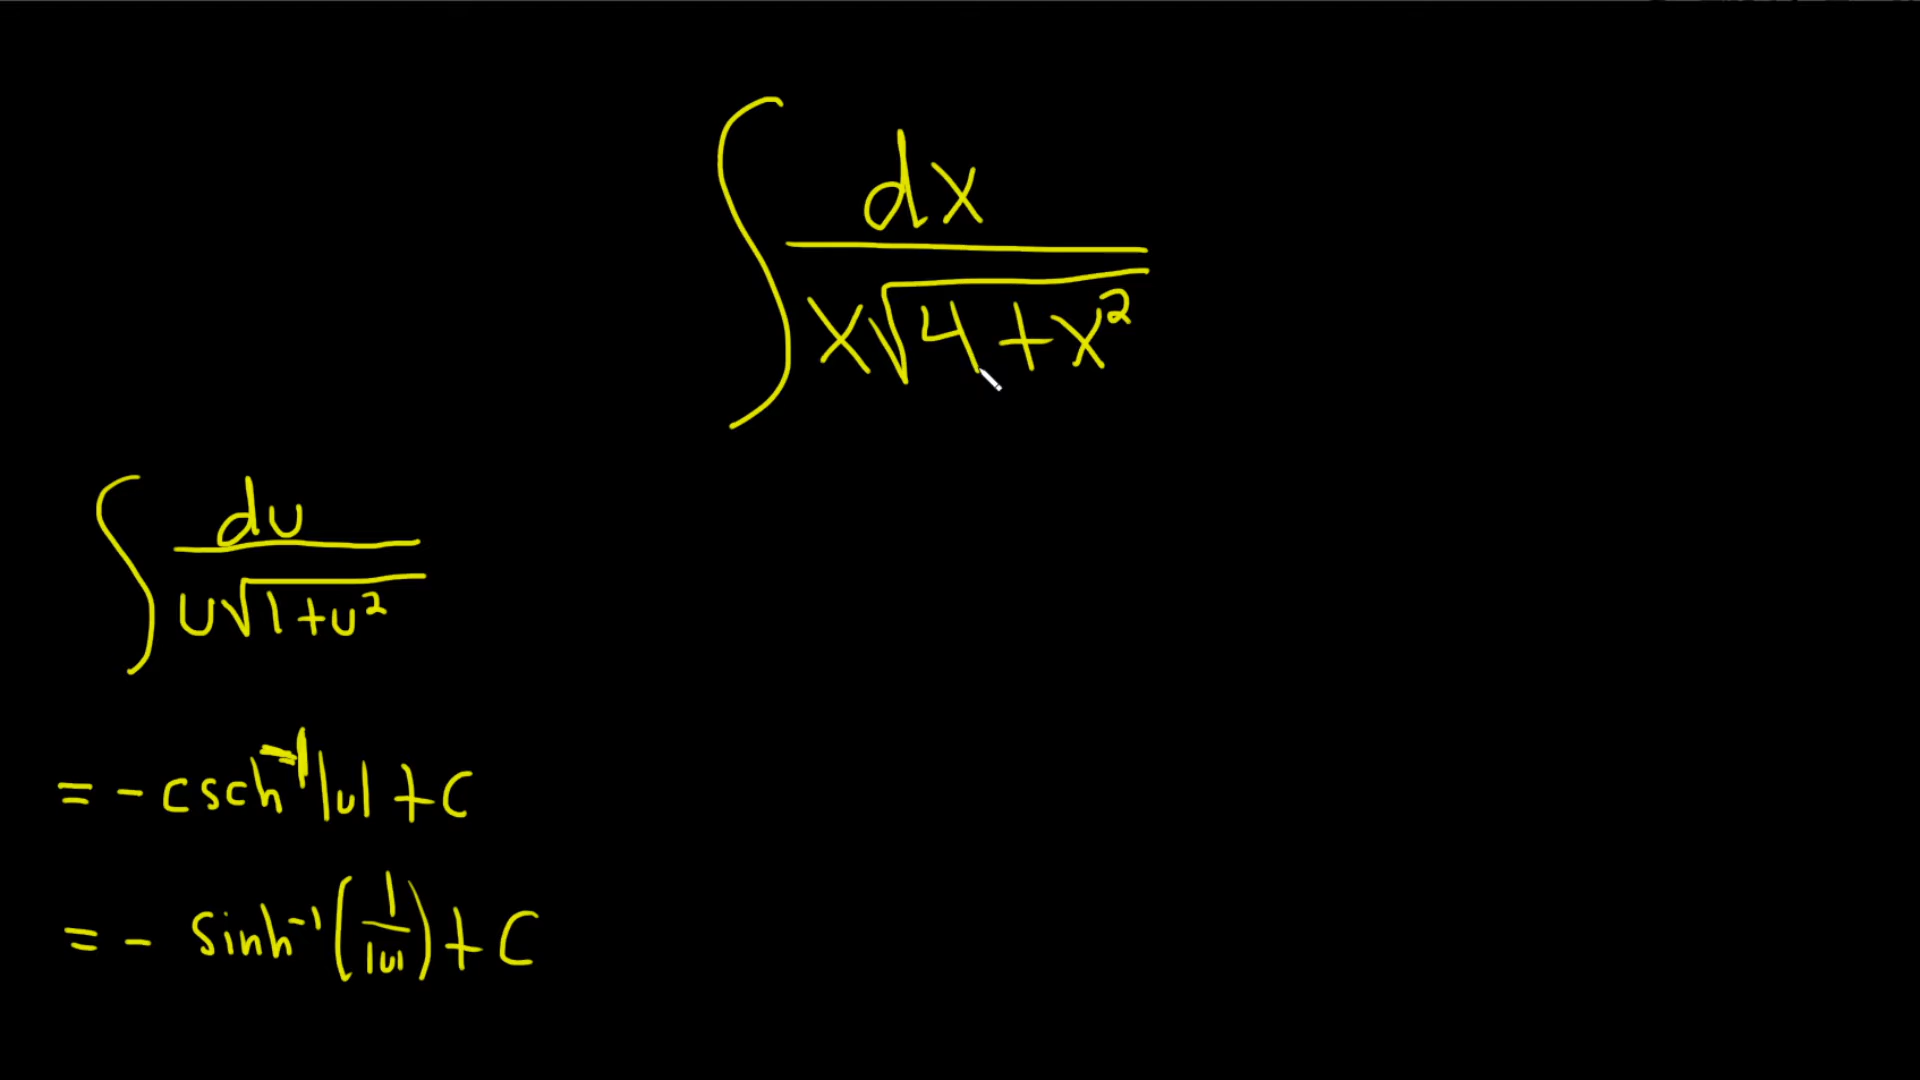 ∫ dx / (x√(4+x²))
∫ du / (u√(1+u²))
= - csch⁻¹|u| + C
= - sinh⁻¹(1/|u|) + C